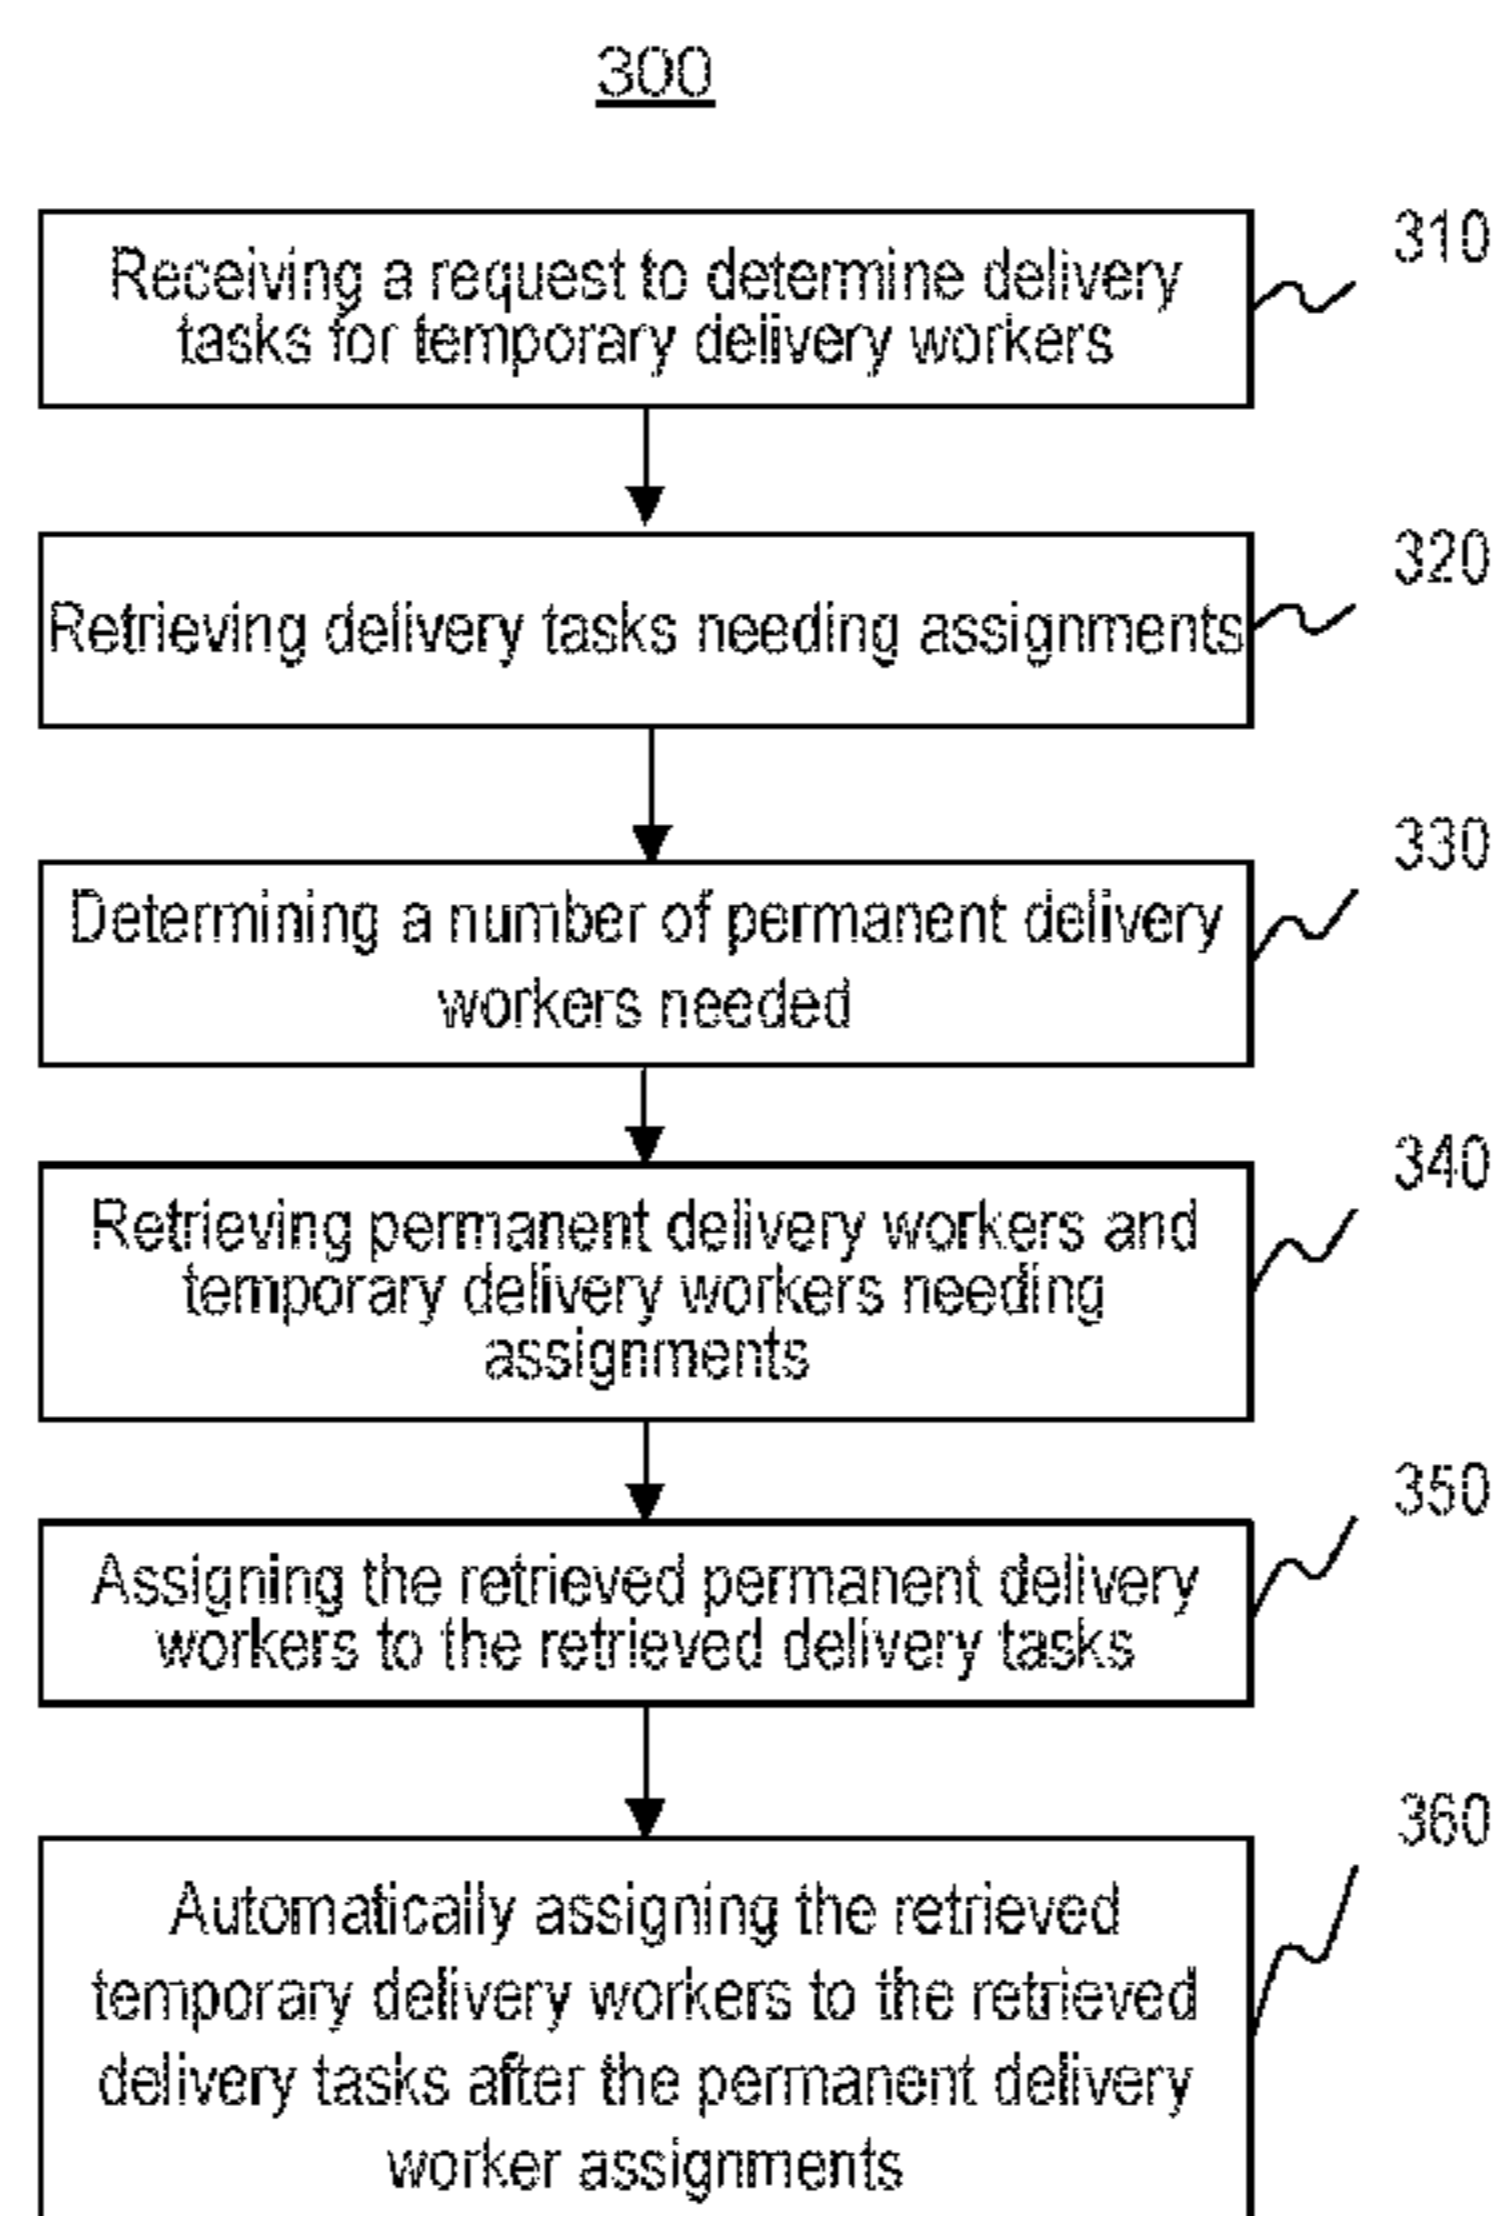 300
310
Receiving a request to determine delivery
tasks for temporary delivery workers
320
Retrieving delivery tasks needing assignments
330
Determining a number of permanent delivery
workers needed
340
Retrieving permanent delivery workers and
temporary delivery workers needing
assignments
350
Assigning the retrieved permanent delivery
workers to the retrieved delivery tasks
360
Automatically assigning the retrieved
temporary delivery workers to the retrieved
delivery tasks after the permanent delivery
worker assignments